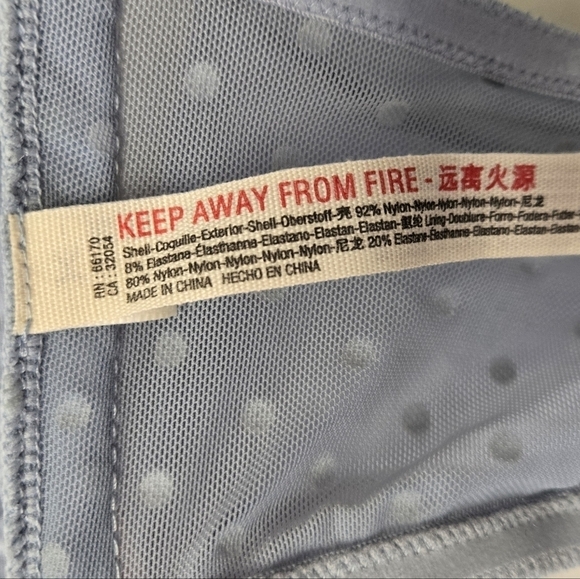 KEEP AWAY FROM FIRE - 远离火源
Shell-Coquille-Exterior-Shell-Oberstoff-壳 92% Nylon-Nylon-Nylon-Nylon-Nylon-尼龙
8% Elastane-Élasthanne-Elastano-Elastan-Elastan-氨纶 Lining-Doublure-Forro-Fodera-Futter-
80% Nylon-Nylon-Nylon-Nylon-Nylon-尼龙 20% Elastane-Élasthanne-Elastano-Elastan-Elastan-
MADE IN CHINA HECHO EN CHINA
RN : 66170
CA : 32054